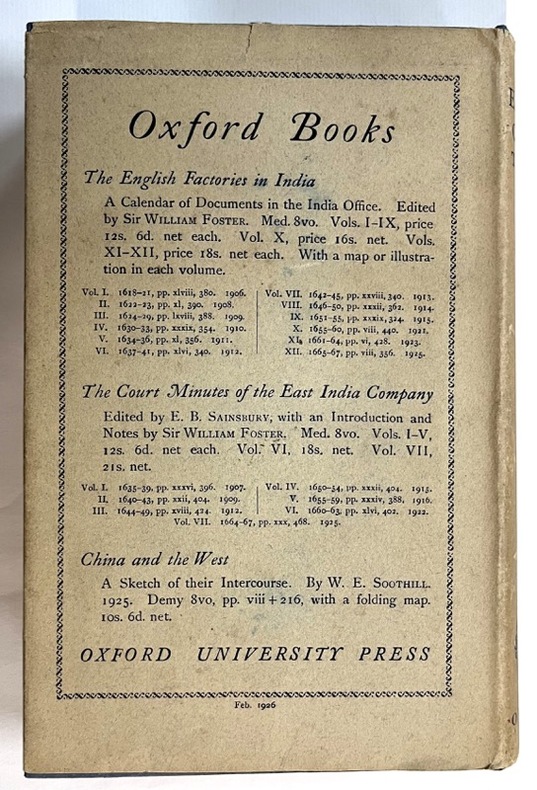 Oxford Books
The English Factories in India
A Calendar of Documents in the India Office. Edited
by Sir WILLIAM FOSTER. Med. 8vo. Vols. I–IX, price
12s. 6d. net each. Vol. X, price 16s. net. Vols.
XI–XII, price 18s. net each. With a map or illustra-
tion in each volume.
Vol. I. 1618–21, pp. xlviii, 380. 1906.
II. 1622–23, pp. xl, 390. 1908.
III. 1624–29, pp. lxviii, 388. 1909.
IV. 1630–33, pp. xxxix, 354. 1910.
V. 1634–36, pp. xl, 356. 1911.
VI. 1637–41, pp. xlvi, 340. 1912.
Vol. VII. 1642–45, pp. xxviii, 340. 1913.
VIII. 1646–50, pp. xxxii, 362. 1914.
IX. 1651–55, pp. xxxix, 324. 1915.
X. 1655–60, pp. viii, 440. 1921.
XI. 1661–64, pp. vi, 428. 1923.
XII. 1665–67, pp. viii, 356. 1925.
The Court Minutes of the East India Company
Edited by E. B. SAINSBURY, with an Introduction and
Notes by Sir WILLIAM FOSTER. Med. 8vo. Vols. I–V,
12s. 6d. net each. Vol. VI, 18s. net. Vol. VII,
21s. net.
Vol. I. 1635–39, pp. xxxvi, 396. 1907.
II. 1640–43, pp. xxii, 404. 1909.
III. 1644–49, pp. xviii, 424. 1912.
Vol. IV. 1650–54, pp. xxxii, 404. 1913.
V. 1655–59, pp. xxxiv, 388. 1916.
VI. 1660–63, pp. xlvi, 402. 1922.
Vol. VII. 1664–67, pp. xxx, 468. 1925.
China and the West
A Sketch of their Intercourse. By W. E. SOOTHILL.
1925. Demy 8vo, pp. viii + 216, with a folding map.
10s. 6d. net.
OXFORD UNIVERSITY PRESS
Feb. 1926